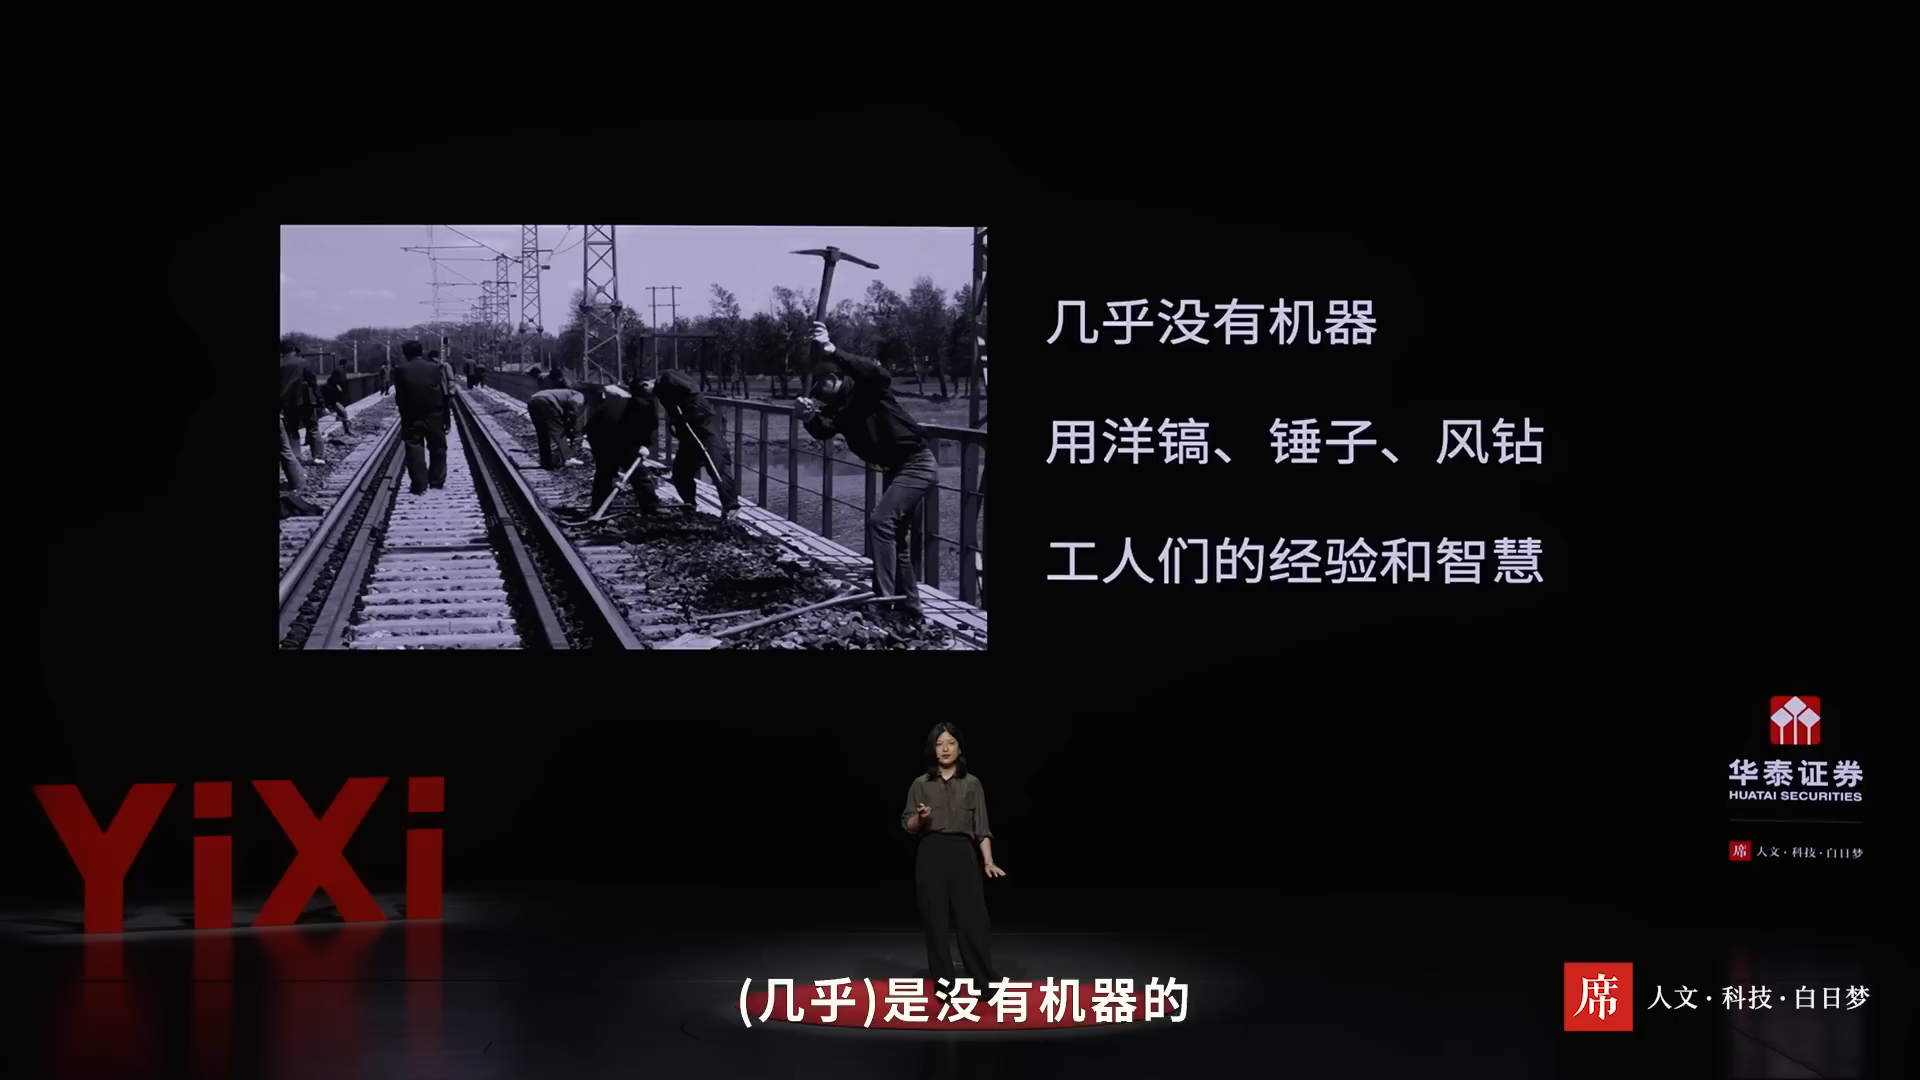 几乎没有机器
用洋镐、锤子、风钻
工人们的经验和智慧
华泰证券
HUATAI SECURITIES
席 人文·科技·白日梦
YiXi
(几乎)是没有机器的
席 人文·科技·白日梦